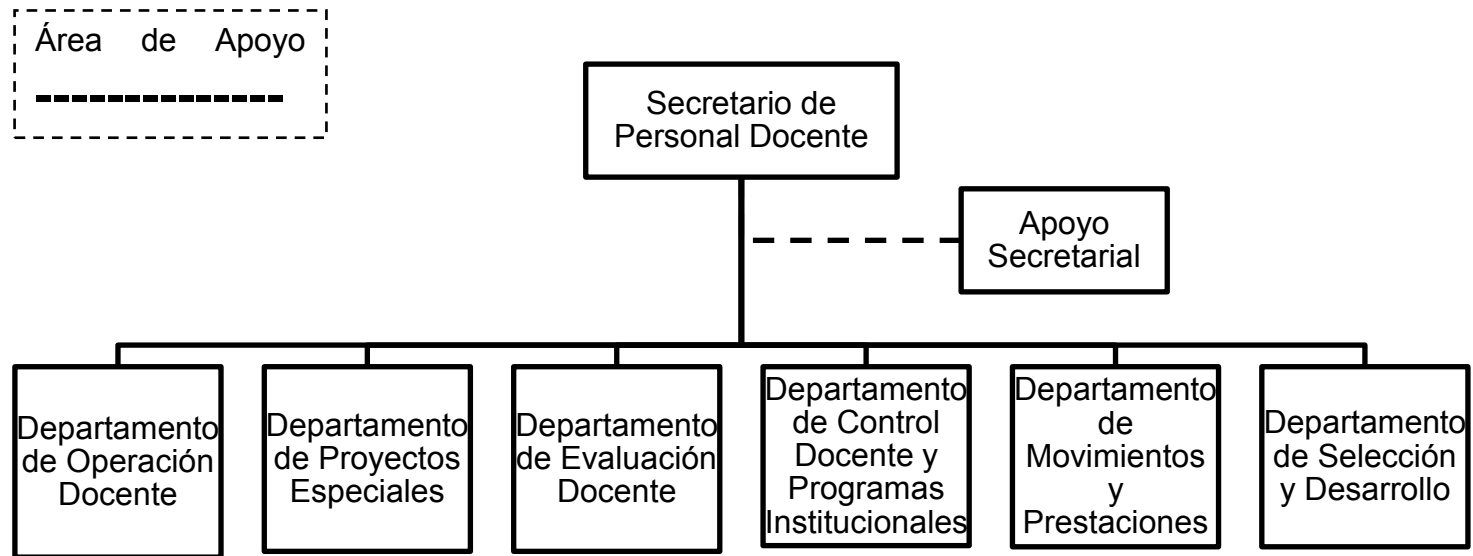 Área de Apoyo
Secretario de
Personal Docente
Apoyo
Secretarial
Departamento
de Operación
Docente
Departamento
de Proyectos
Especiales
Departamento
de Evaluación
Docente
Departamento
de Control
Docente y
Programas
Institucionales
Departamento
de
Movimientos
y
Prestaciones
Departamento
de Selección
y Desarrollo